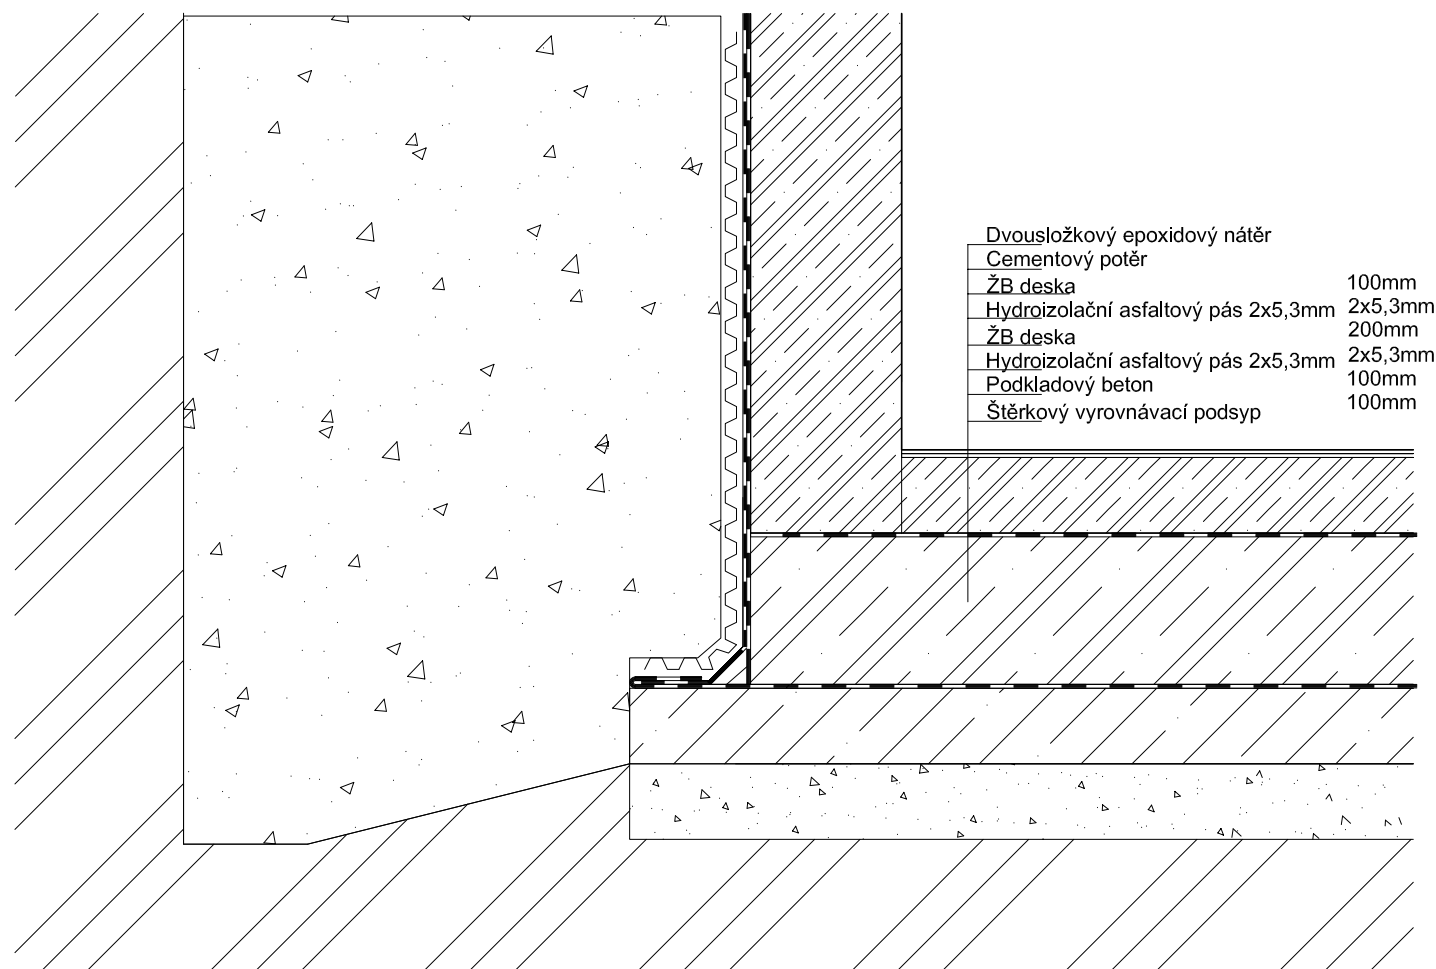 Dvousložkový epoxidový nátěr
Cementový potěr
ŽB deska 100mm
Hydroizolační asfaltový pás 2x5,3mm 2x5,3mm
ŽB deska 200mm
Hydroizolační asfaltový pás 2x5,3mm 2x5,3mm
Podkladový beton 100mm
Štěrkový vyrovnávací podsyp 100mm